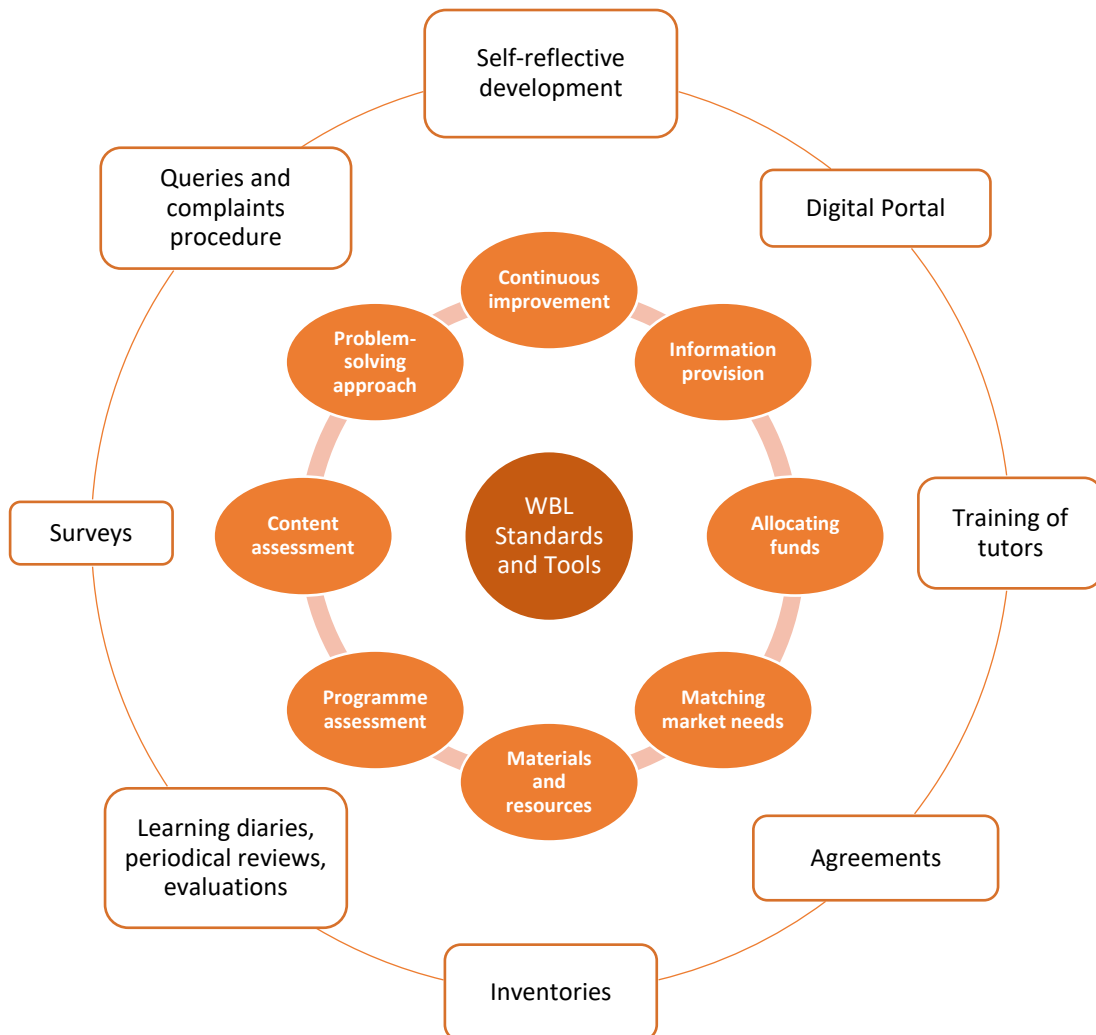 Self-reflective
development
Queries and
complaints
procedure
Digital Portal
Continuous
improvement
Problem-
solving
approach
Information
provision
Surveys
Content
assessment
WBL
Standards
and Tools
Allocating
funds
Training of
tutors
Programme
assessment
Matching
market needs
Materials
and
resources
Learning diaries,
periodical reviews,
evaluations
Agreements
Inventories